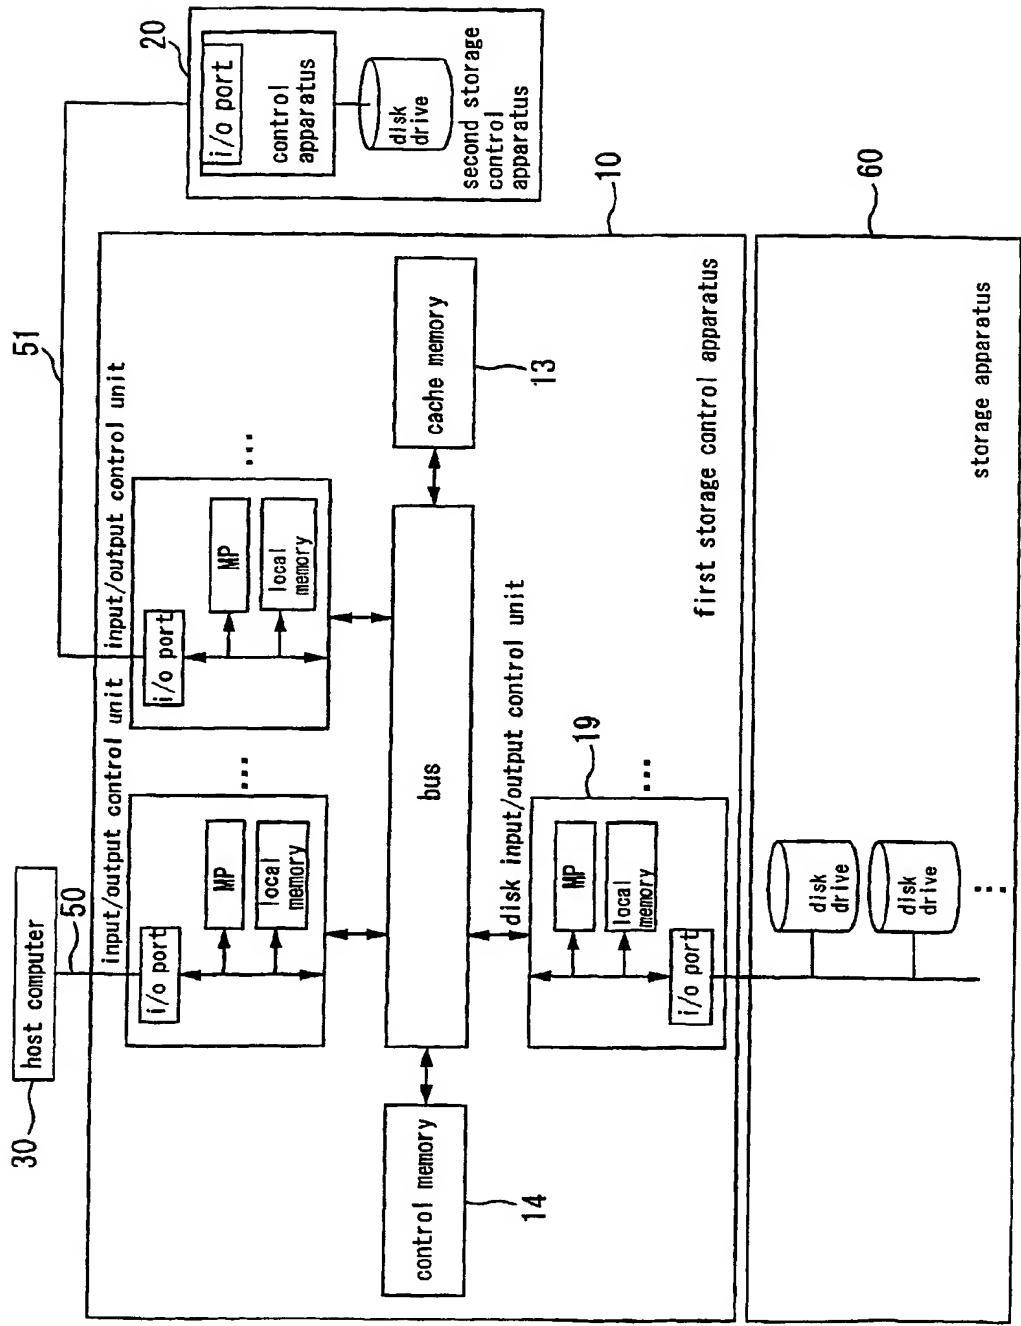 30
host computer
50
51
20
i/o port
control
apparatus
disk
drive
second storage
control
apparatus
input/output control unit
i/o port
MP
local
memory
...
input/output control unit
i/o port
MP
local
memory
...
control memory
14
bus
cache memory
13
disk input/output control unit
19
MP
local
memory
i/o port
...
first storage control apparatus
10
disk
drive
disk
drive
...
storage apparatus
60